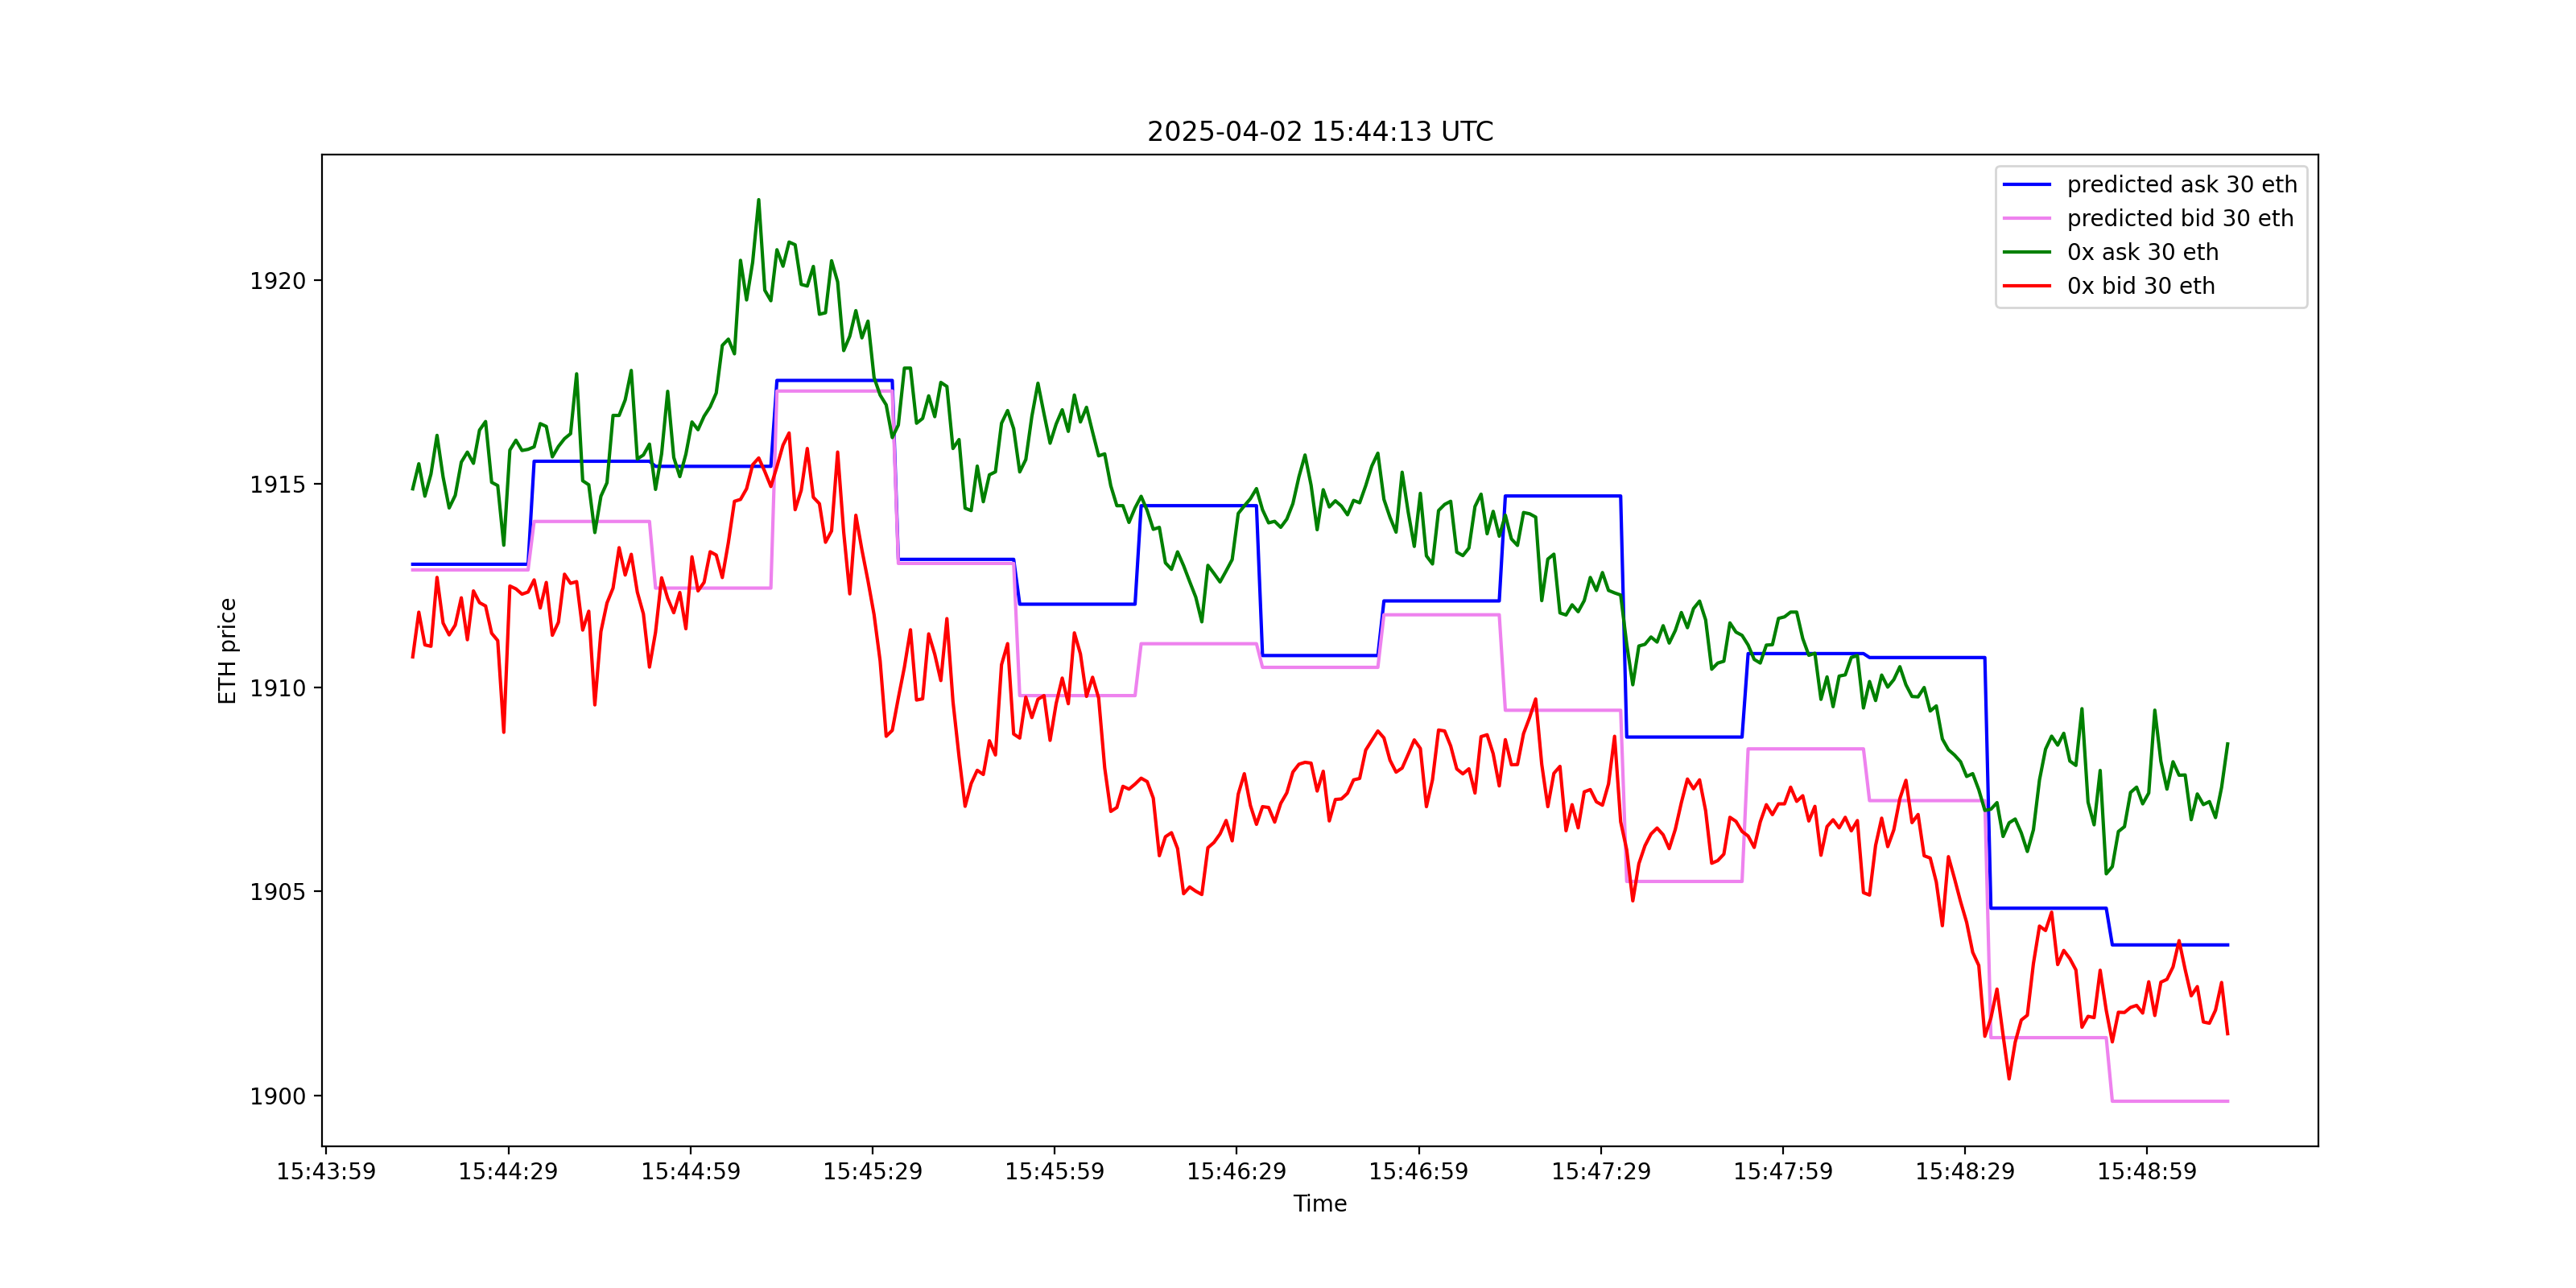 2025-04-02 15:44:13 UTC
predicted ask 30 eth
predicted bid 30 eth
0x ask 30 eth
0x bid 30 eth
1920
1915
1910
1905
1900
ETH price
15:43:59 15:44:29 15:44:59 15:45:29 15:45:59 15:46:29 15:46:59 15:47:29 15:47:59 15:48:29 15:48:59
Time